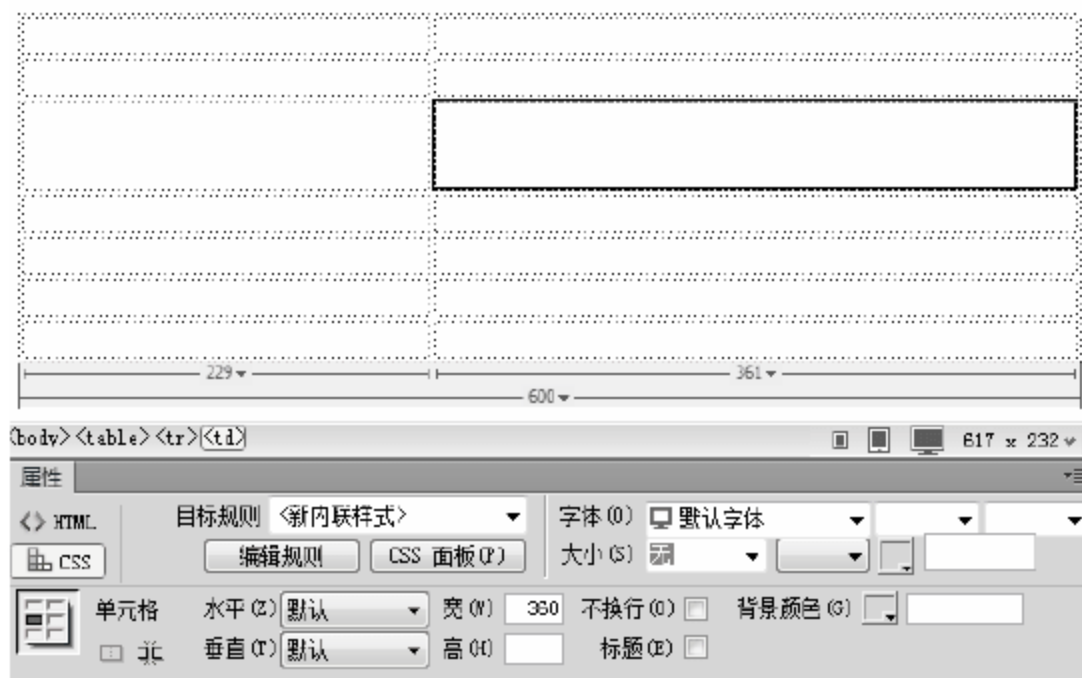 229 361
600
<body> <table> <tr> <td> 617 x 232
属性
<> HTML 目标规则 <新内联样式> 字体(O) 默认字体
CSS 编辑规则 CSS 面板(P) 大小(S) 无
单元格 水平(Z) 默认 宽(W) 360 不换行(O) 背景颜色(G)
垂直(T) 默认 高(H) 标题(E)